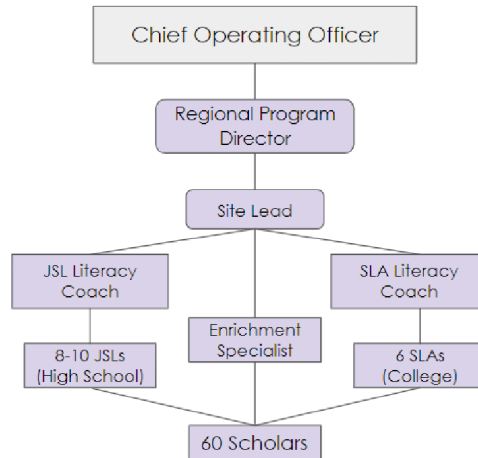 Chief Operating Officer
Regional Program
Director
Site Lead
JSL Literacy
Coach
SLA Literacy
Coach
Enrichment
Specialist
8-10 JSLs
(High School)
6 SLAs
(College)
60 Scholars